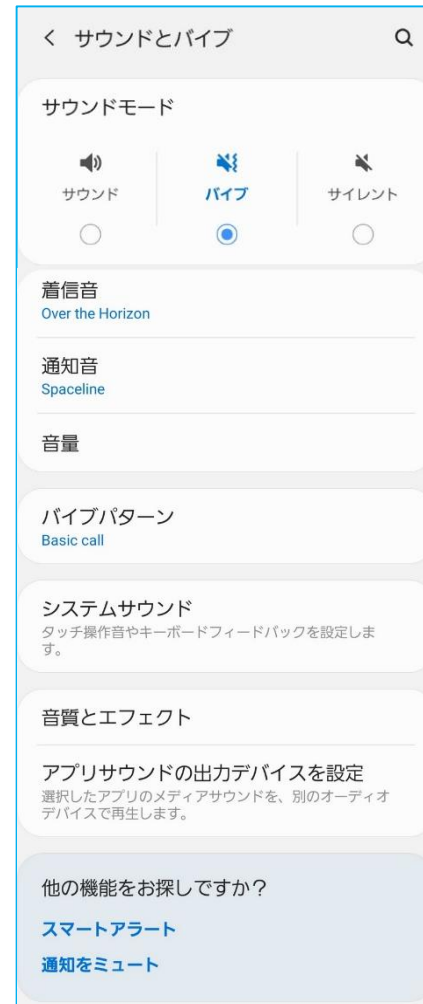 サウンドとバイブ
サウンドモード
サウンド
バイブ
サイレント
着信音
Over the Horizon
通知音
Spaceline
音量
バイブパターン
Basic call
システムサウンド
タッチ操作音やキーボードフィードバックを設定しま
す。
音質とエフェクト
アプリサウンドの出力デバイスを設定
選択したアプリのメディアサウンドを、別のオーディオ
デバイスで再生します。
他の機能をお探しですか？
スマートアラート
通知をミュート